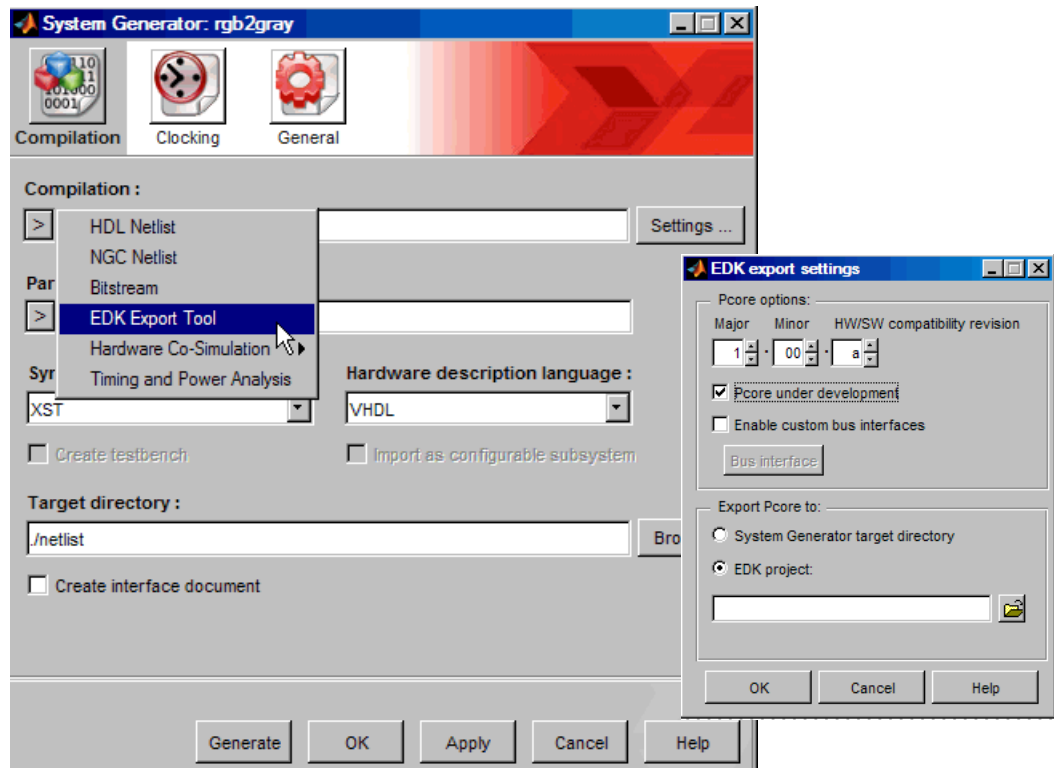 System Generator: rgb2gray
Compilation
Clocking
General
Compilation :
>
HDL Netlist
Settings ...
NGC Netlist
Par
Bitstream
>
EDK Export Tool
Hardware Co-Simulation
Timing and Power Analysis
Syn
Hardware description language :
XST
VHDL
Create testbench
Import as configurable subsystem
Target directory :
./netlist
Bro
Create interface document
Generate
OK
Apply
Cancel
Help
EDK export settings
Pcore options:
Major Minor HW/SW compatibility revision
1 . 00 . a
Pcore under development
Enable custom bus interfaces
Bus interface
Export Pcore to:
System Generator target directory
EDK project:
OK
Cancel
Help